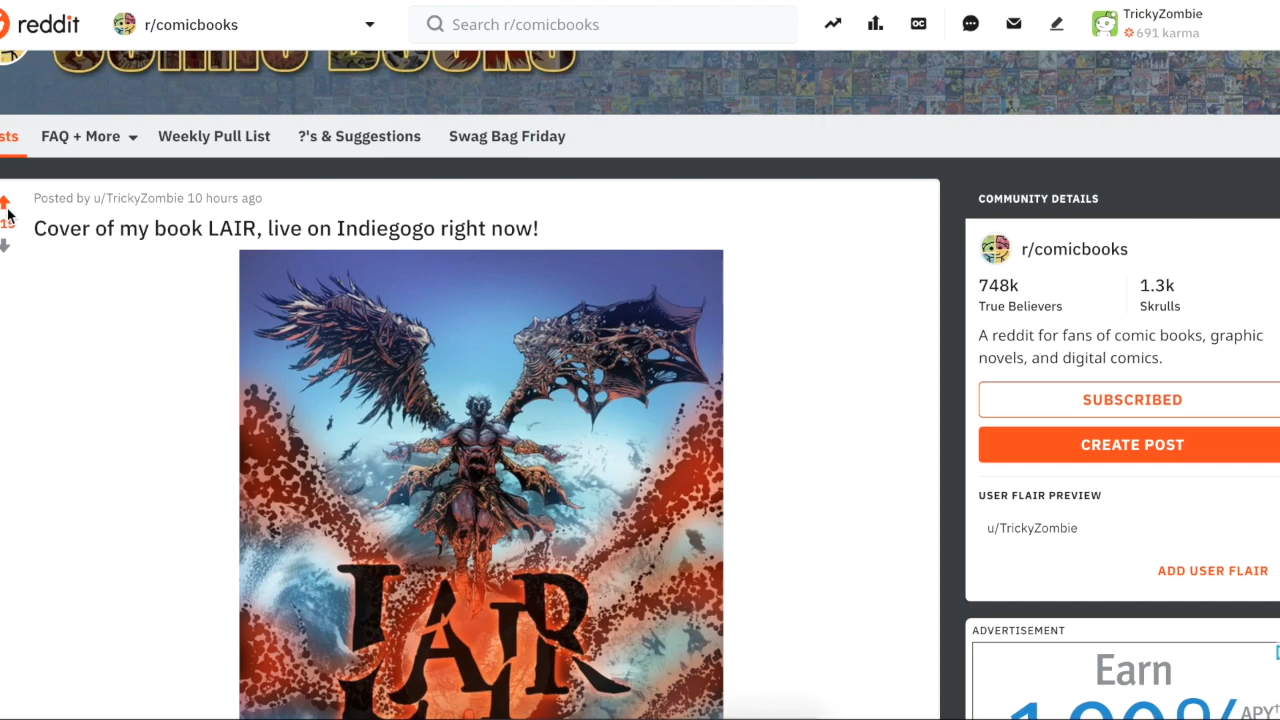 reddit
r/comicbooks
Search r/comicbooks
TrickyZombie
691 karma
FAQ + More
Weekly Pull List
?'s & Suggestions
Swag Bag Friday
Posted by u/TrickyZombie 10 hours ago
Cover of my book LAIR, live on Indiegogo right now!
LAIR
COMMUNITY DETAILS
r/comicbooks
748k
1.3k
True Believers
Skrulls
A reddit for fans of comic books, graphic
novels, and digital comics.
SUBSCRIBED
CREATE POST
USER FLAIR PREVIEW
u/TrickyZombie
ADD USER FLAIR
ADVERTISEMENT
Earn
APY†